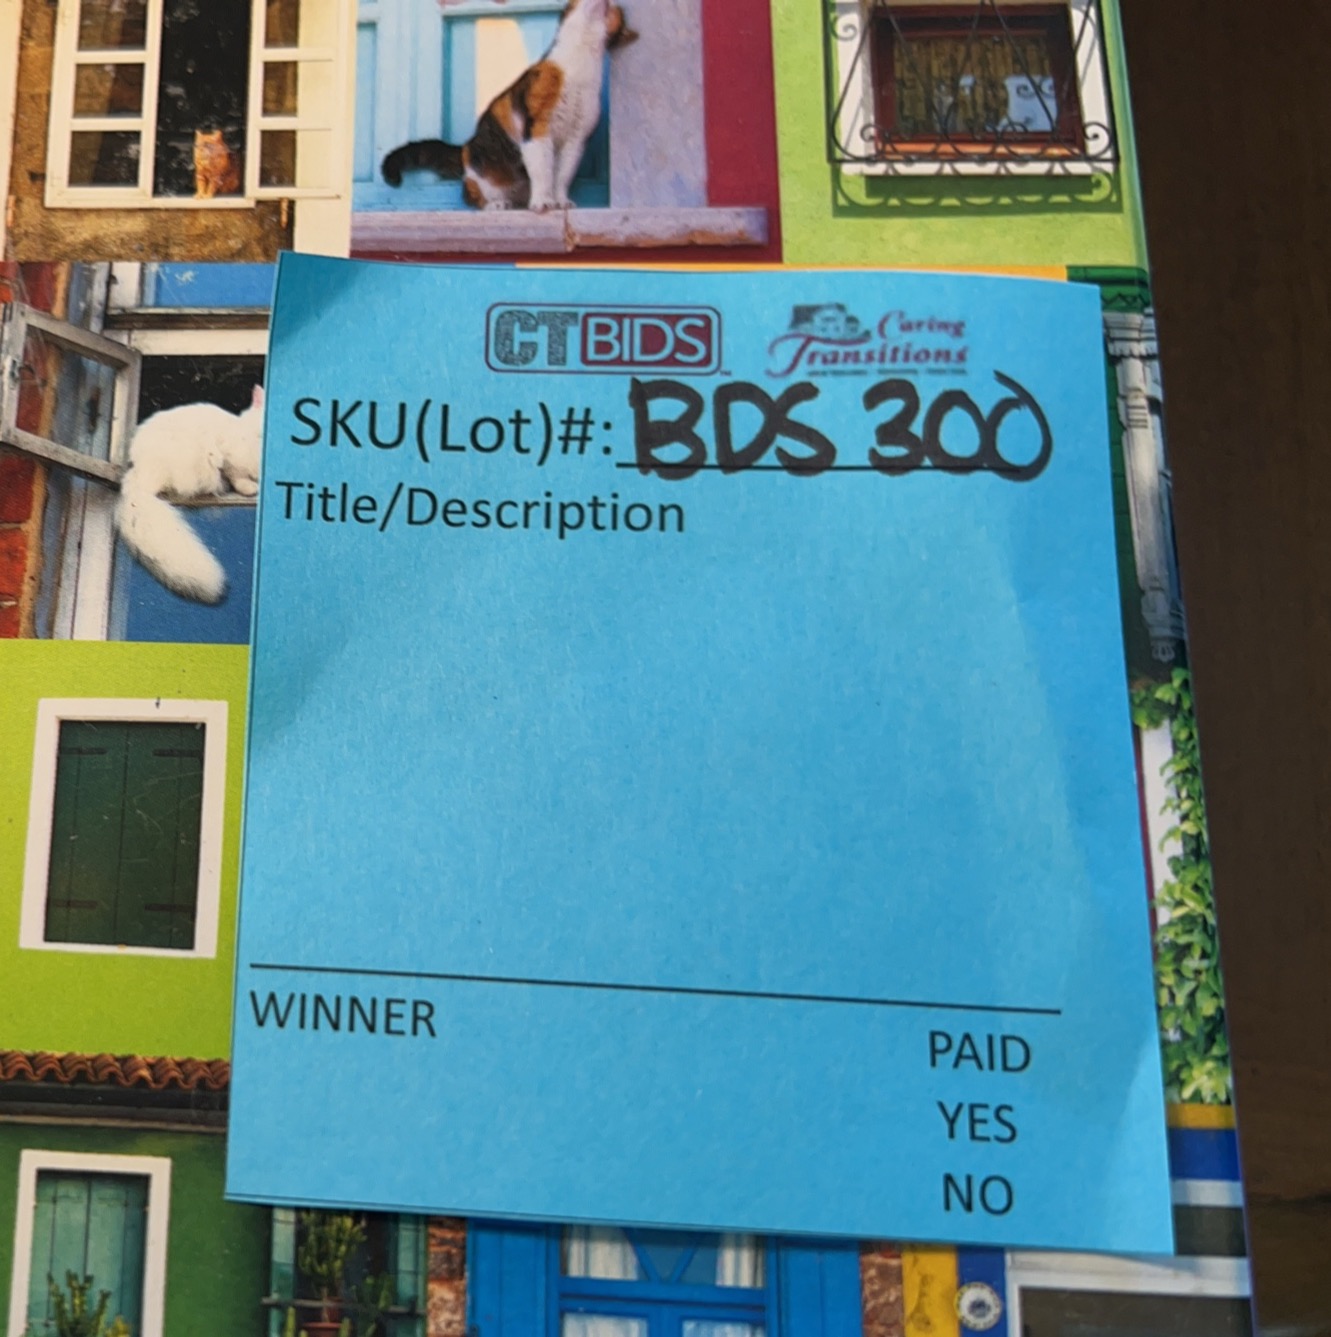 CTBIDS
Caring
Transitions
SKU(Lot)#: BDS 300
Title/Description
WINNER
PAID
YES
NO